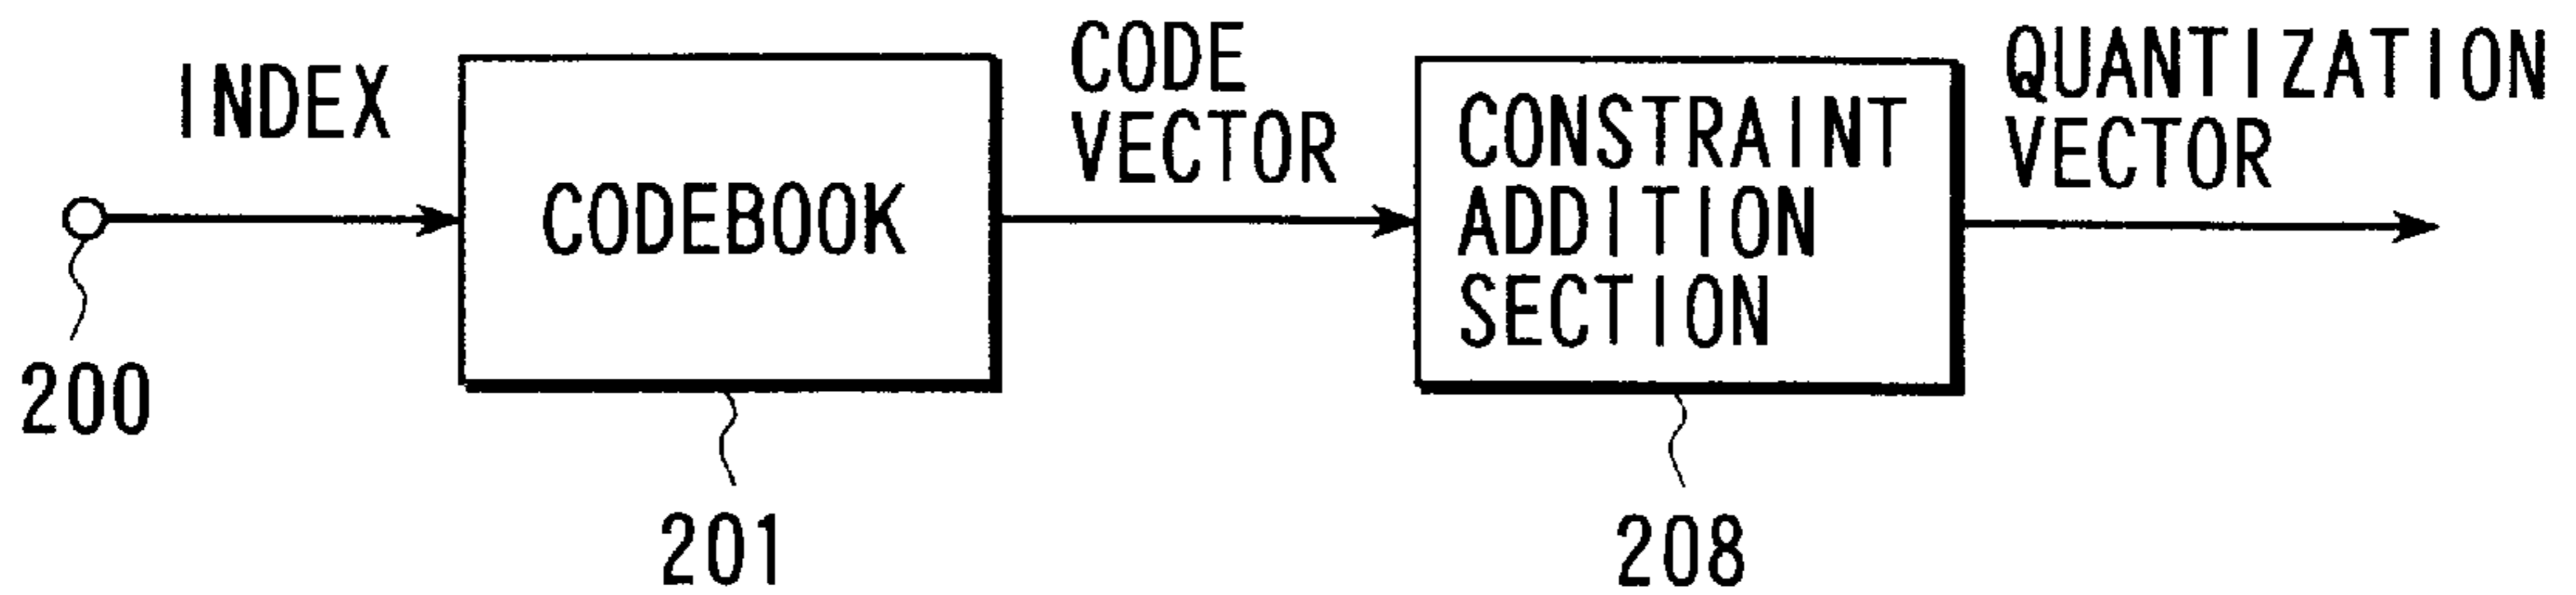 INDEX
CODEBOOK
CODE
VECTOR
CONSTRAINT
ADDITION
SECTION
QUANTIZATION
VECTOR
200
201
208